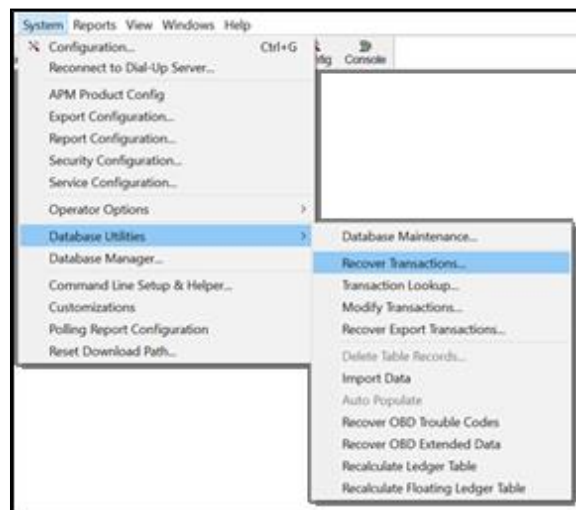 System Reports View Windows Help
Configuration... Ctrl+G
Reconnect to Dial-Up Server...
Console
APM Product Config
Export Configuration...
Report Configuration...
Security Configuration...
Service Configuration...
Operator Options
Database Utilities
Database Manager...
Command Line Setup & Helper...
Customizations
Polling Report Configuration
Reset Download Path...
Database Maintenance...
Recover Transactions...
Transaction Lookup...
Modify Transactions...
Recover Export Transactions...
Delete Table Records...
Import Data
Auto Populate
Recover OBD Trouble Codes
Recover OBD Extended Data
Recalculate Ledger Table
Recalculate Floating Ledger Table